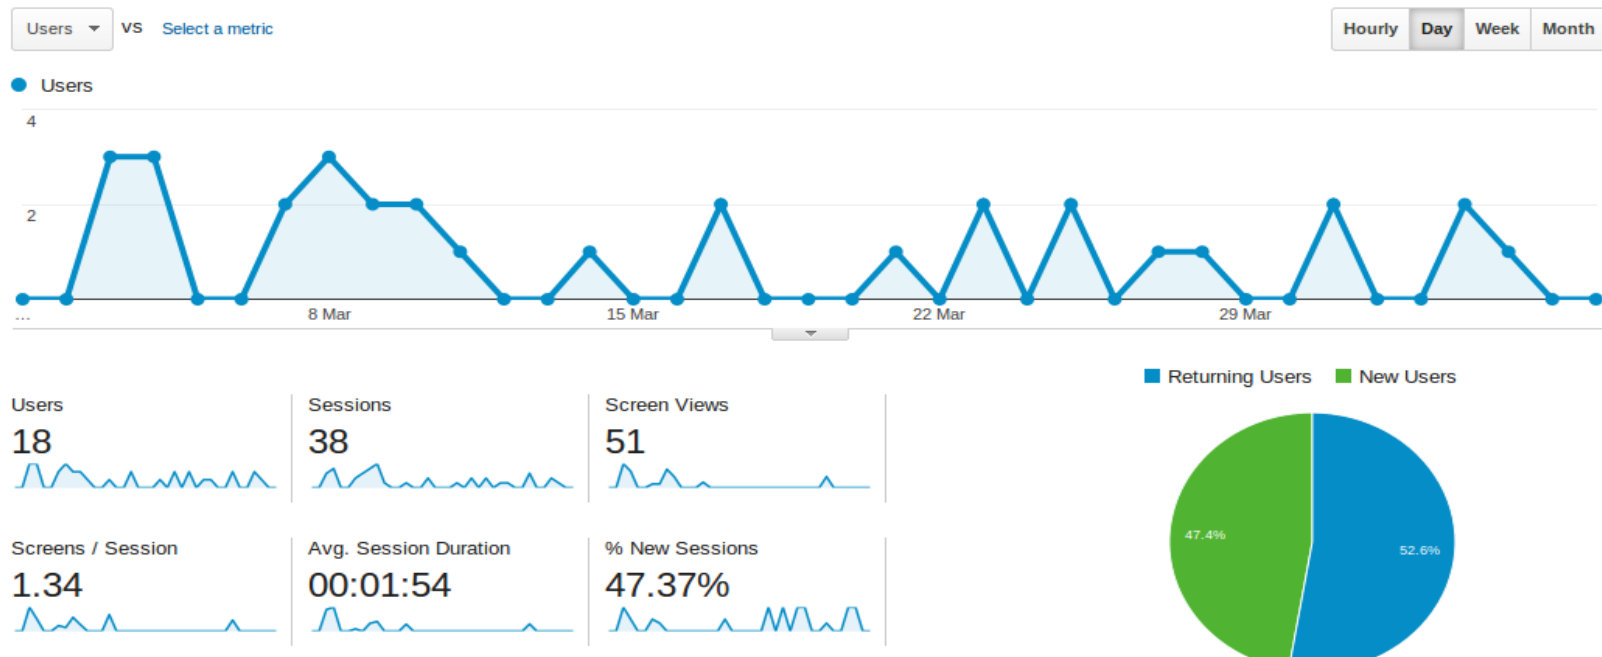 Users vs Select a metric Hourly Day Week Month
Users
4
2
... 8 Mar 15 Mar 22 Mar 29 Mar
Returning Users New Users
Users Sessions Screen Views
18 38 51
47.4% 52.6%
Screens / Session Avg. Session Duration % New Sessions
1.34 00:01:54 47.37%